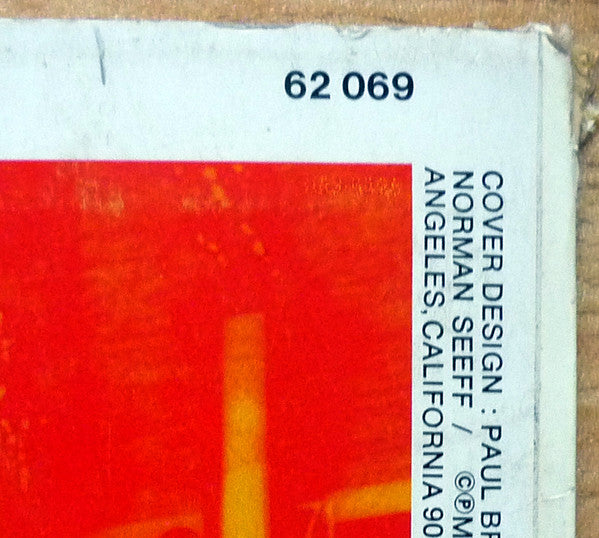 62 069
COVER DESIGN : PAUL BR
NORMAN SEEFF / ©℗M
ANGELES, CALIFORNIA 90